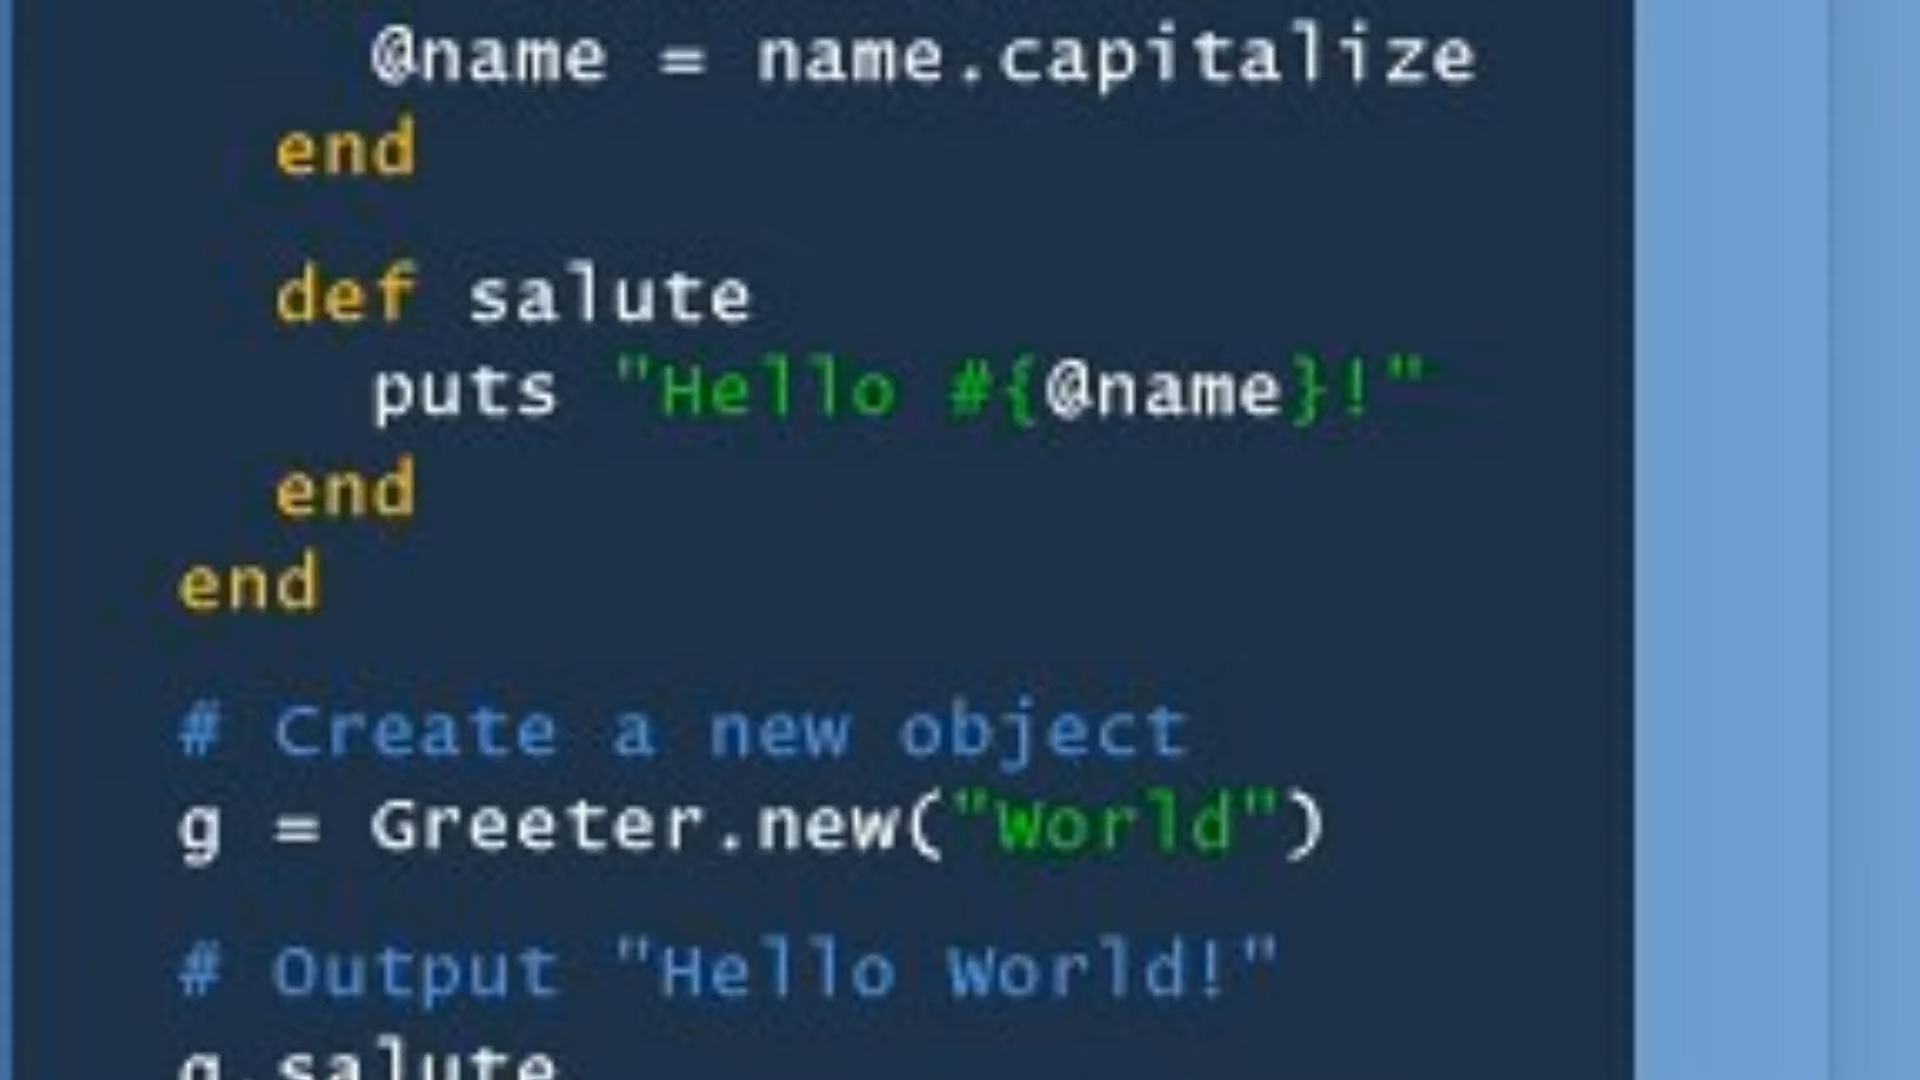 @name = name.capitalize
end
def salute
puts "Hello #{@name}!"
end
end
# Create a new object
g = Greeter.new("World")
# Output "Hello World!"
g.salute